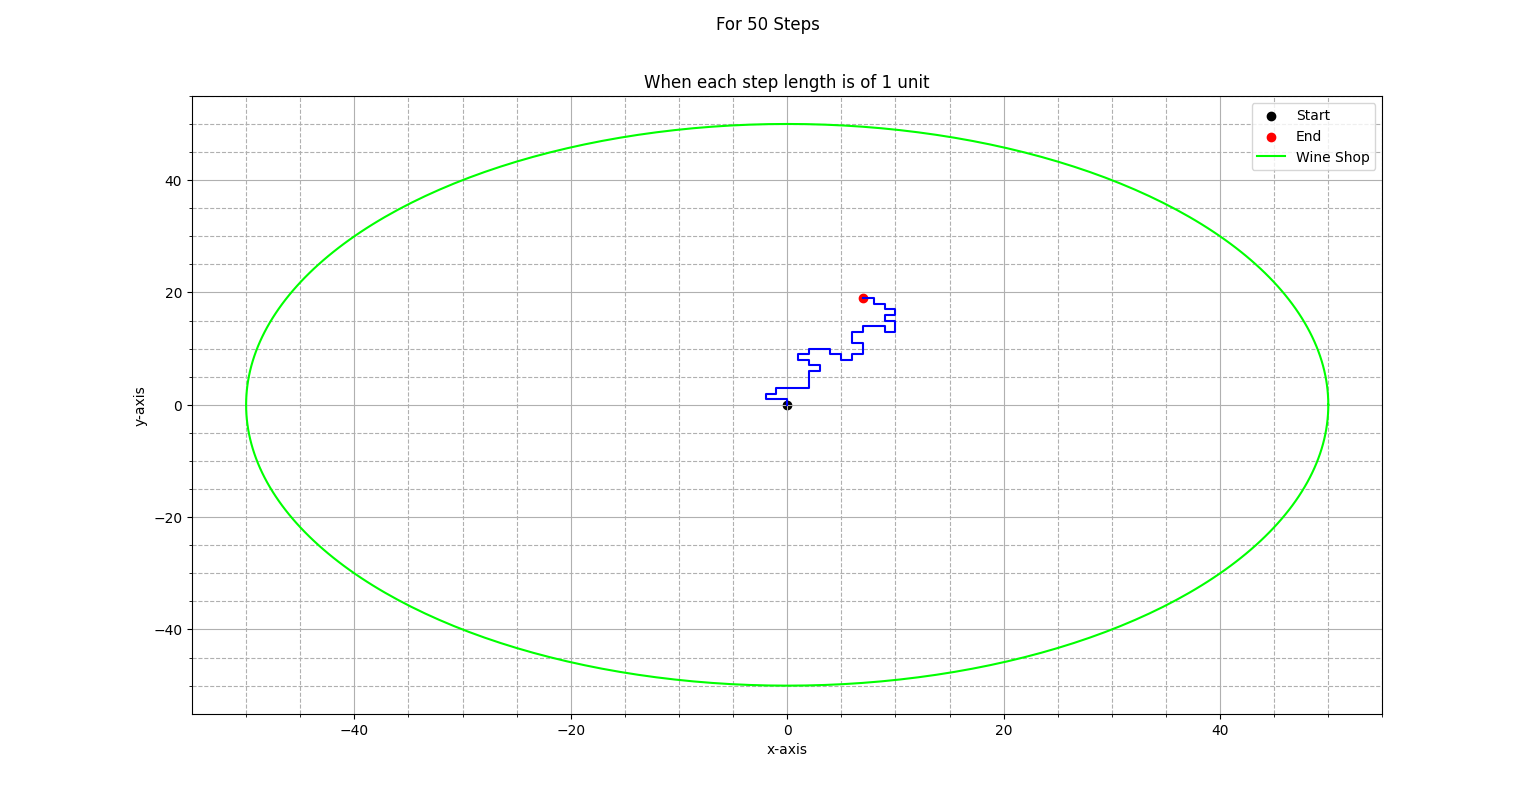 For 50 Steps
When each step length is of 1 unit
Start
End
Wine Shop
40
20
0
−20
−40
y-axis
−40
−20
0
20
40
x-axis